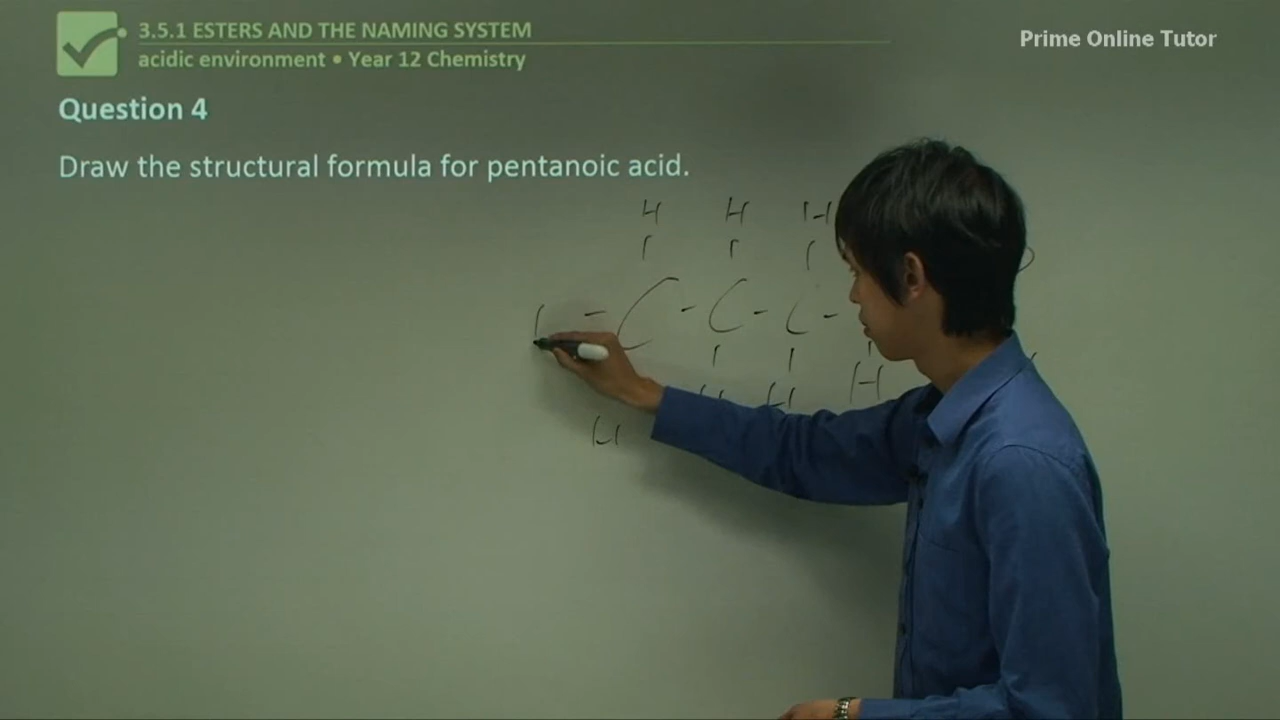 3.5.1 ESTERS AND THE NAMING SYSTEM
acidic environment • Year 12 Chemistry
Prime Online Tutor
Question 4
Draw the structural formula for pentanoic acid.
H H H
C - C - C -
H H H
H